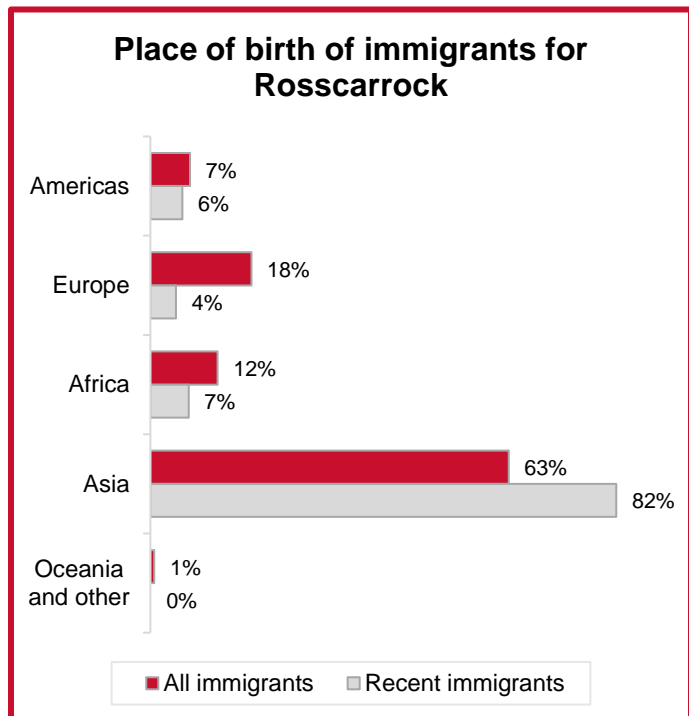 Place of birth of immigrants for
Rosscarrock
Americas
7%
6%
Europe
18%
4%
Africa
12%
7%
Asia
63%
82%
Oceania
and other
1%
0%
All immigrants
Recent immigrants